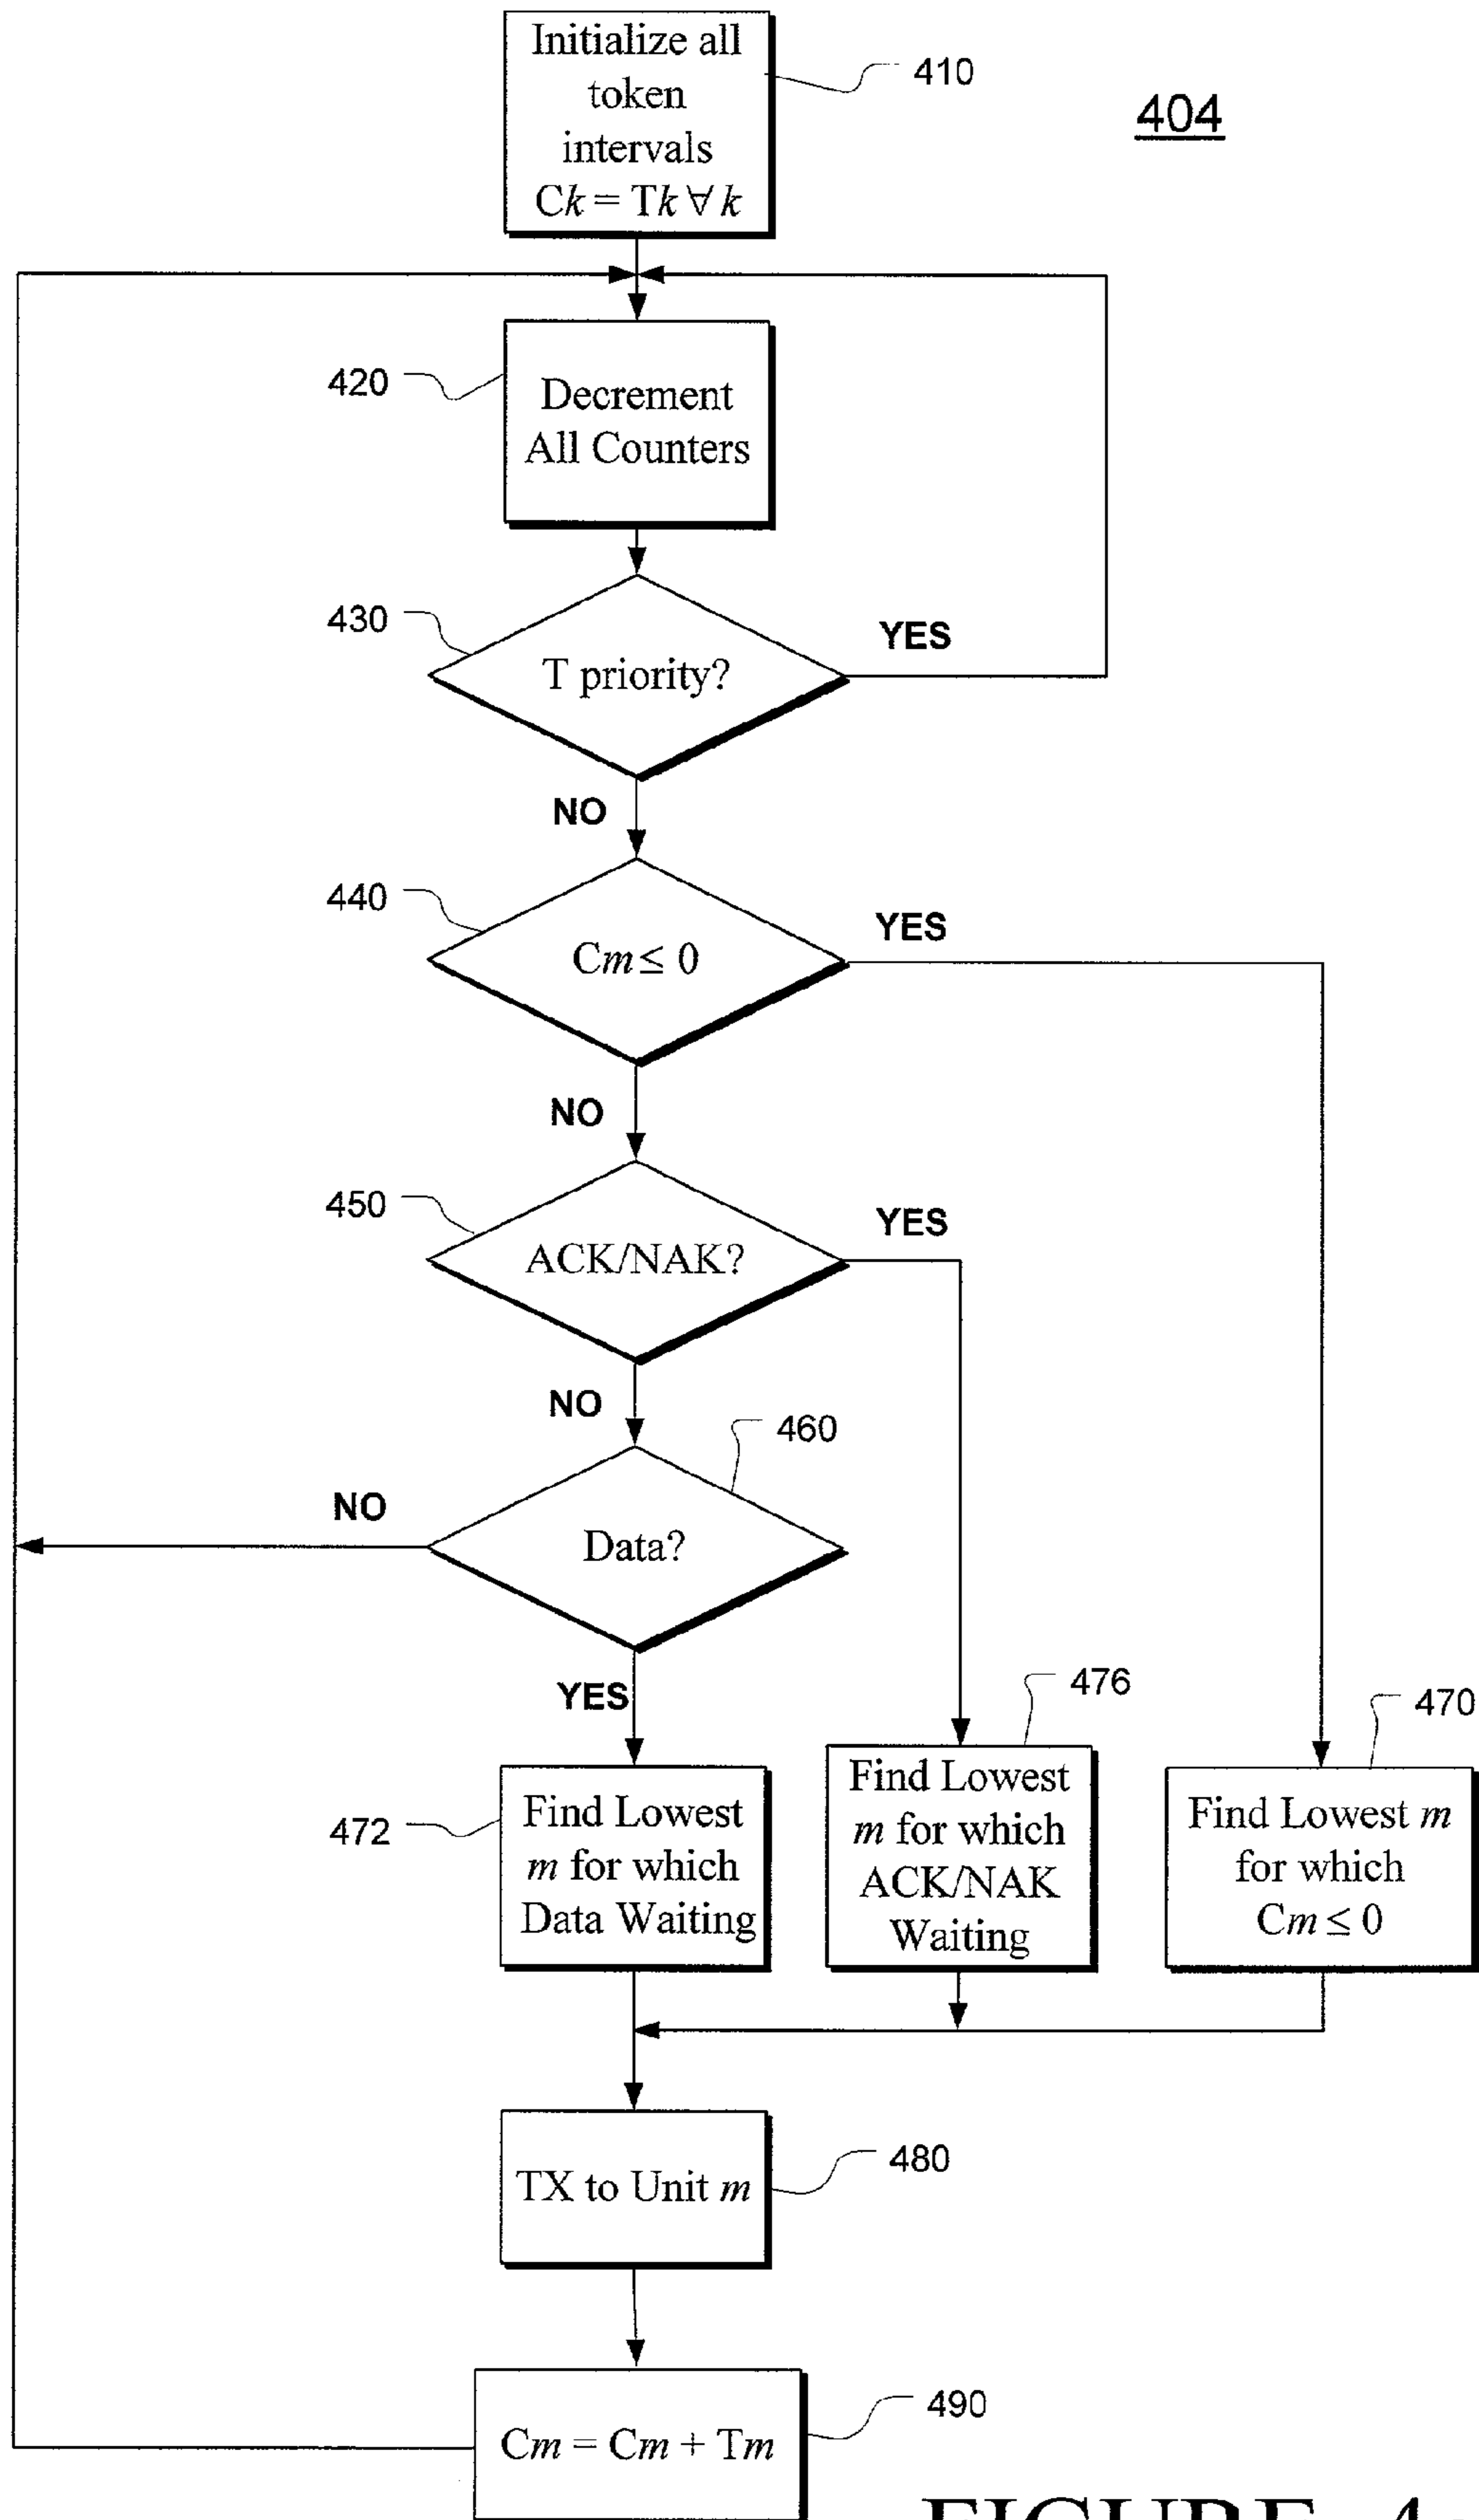 Initialize all
token
intervals
Ck = Tk ∀ k
410
404
420
Decrement
All Counters
430
T priority?
YES
NO
440
Cm ≤ 0
YES
NO
450
ACK/NAK?
YES
NO
460
NO
Data?
YES
476
470
472
Find Lowest
m for which
Data Waiting
Find Lowest
m for which
ACK/NAK
Waiting
Find Lowest m
for which
Cm ≤ 0
TX to Unit m
480
Cm = Cm + Tm
490